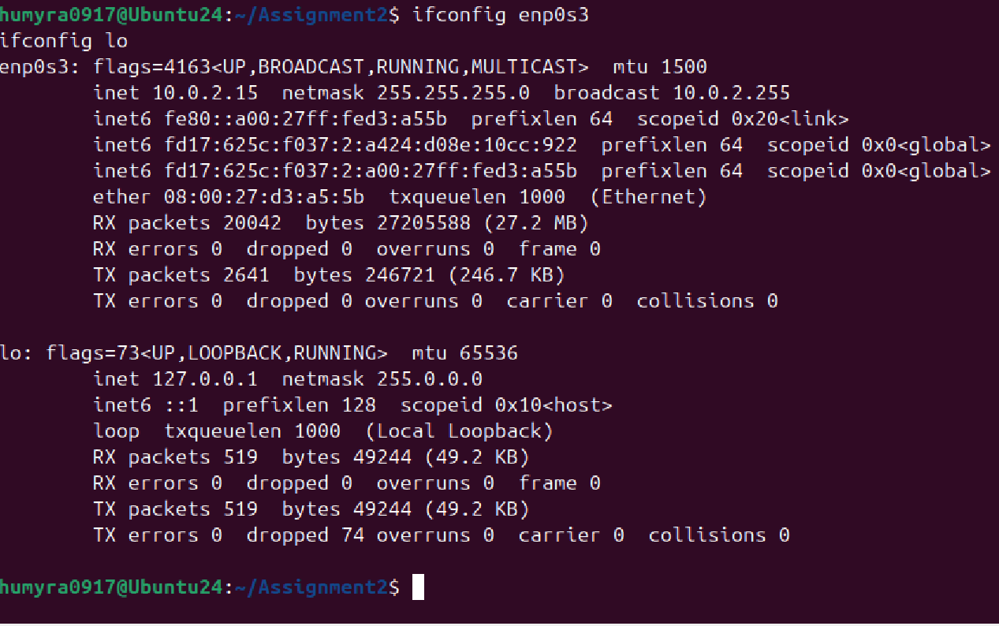 humyra0917@Ubuntu24:~/Assignment2$ ifconfig enp0s3
ifconfig lo
enp0s3: flags=4163<UP,BROADCAST,RUNNING,MULTICAST>  mtu 1500
        inet 10.0.2.15  netmask 255.255.255.0  broadcast 10.0.2.255
        inet6 fe80::a00:27ff:fed3:a55b  prefixlen 64  scopeid 0x20<link>
        inet6 fd17:625c:f037:2:a424:d08e:10cc:922  prefixlen 64  scopeid 0x0<global>
        inet6 fd17:625c:f037:2:a00:27ff:fed3:a55b  prefixlen 64  scopeid 0x0<global>
        ether 08:00:27:d3:a5:5b  txqueuelen 1000  (Ethernet)
        RX packets 20042  bytes 27205588 (27.2 MB)
        RX errors 0  dropped 0  overruns 0  frame 0
        TX packets 2641  bytes 246721 (246.7 KB)
        TX errors 0  dropped 0 overruns 0  carrier 0  collisions 0

lo: flags=73<UP,LOOPBACK,RUNNING>  mtu 65536
        inet 127.0.0.1  netmask 255.0.0.0
        inet6 ::1  prefixlen 128  scopeid 0x10<host>
        loop  txqueuelen 1000  (Local Loopback)
        RX packets 519  bytes 49244 (49.2 KB)
        RX errors 0  dropped 0  overruns 0  frame 0
        TX packets 519  bytes 49244 (49.2 KB)
        TX errors 0  dropped 74 overruns 0  carrier 0  collisions 0

humyra0917@Ubuntu24:~/Assignment2$